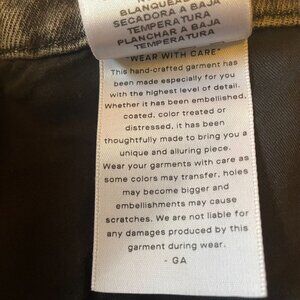 BLANQUEADOR
SECADORA A BAJA
TEMPERATURA
PLANCHAR A BAJA
TEMPERATURA
"WEAR WITH CARE"
This hand-crafted garment has
been made especially for you
with the highest level of detail.
Whether it has been embellished,
coated, color treated or
distressed, it has been
thoughtfully made to bring you a
unique and alluring piece.
Wear your garments with care as
some colors may transfer, holes
may become bigger and
embellishments may cause
scratches. We are not liable for
any damages produced by this
garment during wear.
- GA